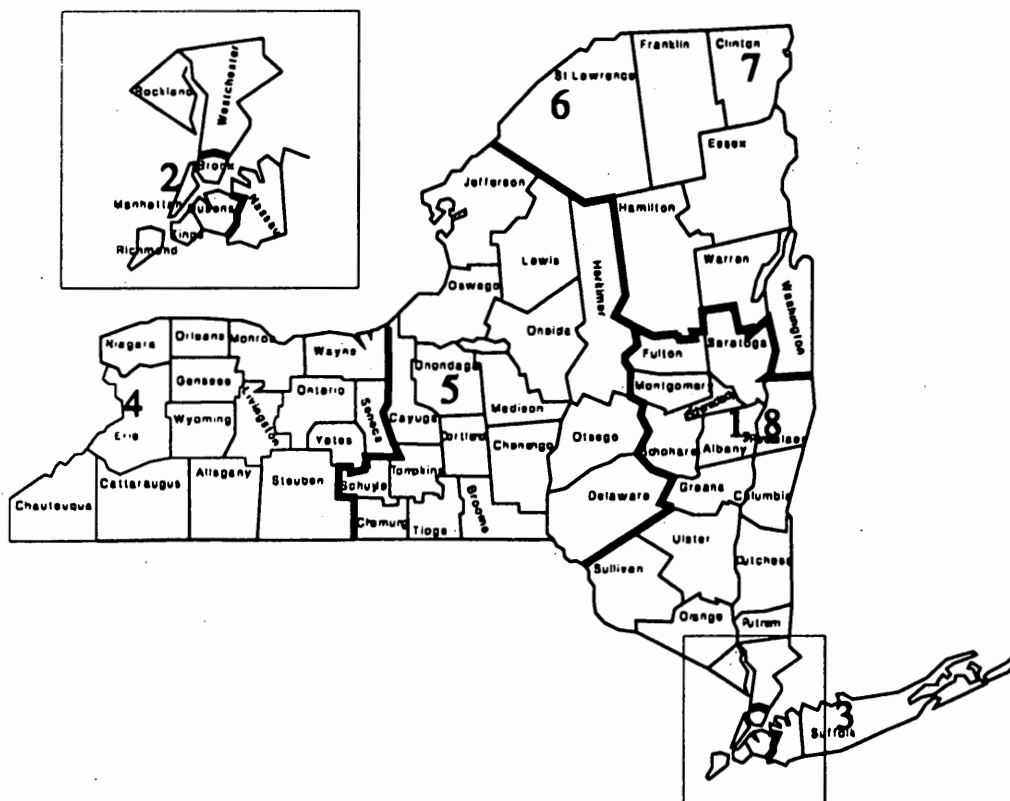 Rockland
Westchester
2
Bronx
Manhattan
Queens
Nassau
Kings
Richmond
Franklin
Clinton
7
St Lawrence
6
Essex
Jefferson
Hamilton
Lewis
Herkimer
Warren
Washington
Oswego
Oneida
Niagara
Orleans
Monroe
Wayne
Fulton
Saratoga
Genesee
Ontario
Onondaga
5
Montgomer
4
Livingston
Seneca
Cayuga
Madison
1
8
Erie
Wyoming
Yates
Cortland
Chenango
Otsego
Schoharie
Albany
Rensselaer
Chautauqua
Cattaraugus
Allegany
Steuben
Schuyler
Tompkins
Broome
Delaware
Greene
Columbia
Chemung
Tioga
Ulster
Sullivan
Dutchess
Orange
Putnam
3
Suffolk